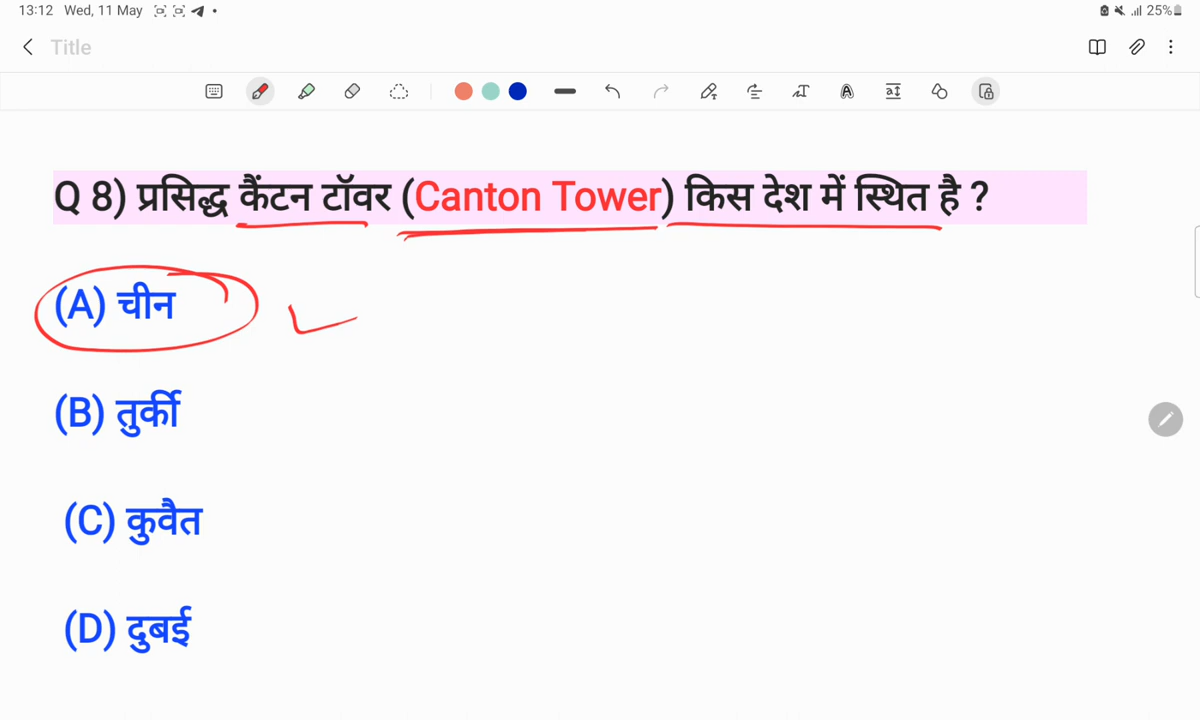 13:12 Wed, 11 May 25%
Title
Q 8) प्रसिद्ध कैंटन टॉवर (Canton Tower) किस देश में स्थित है ?
(A) चीन
(B) तुर्की
(C) कुवैत
(D) दुबई